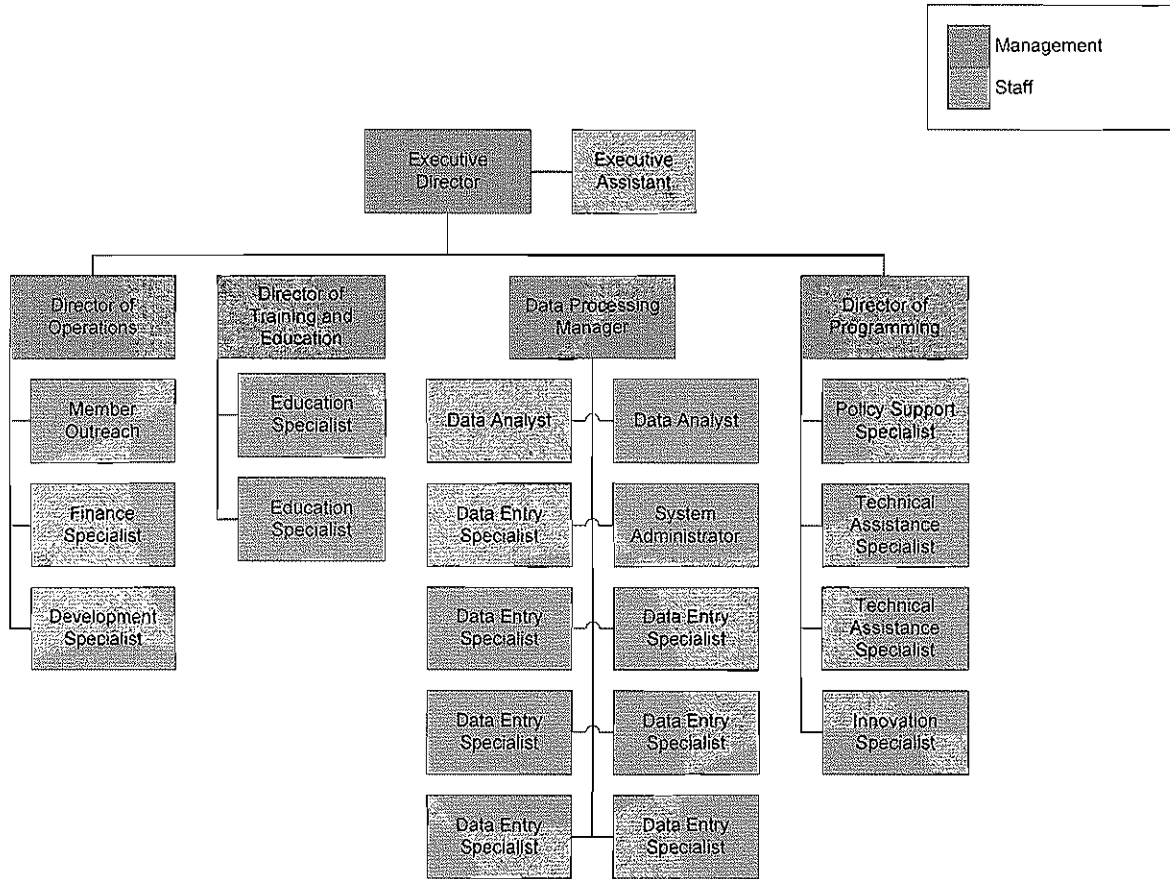 Management
Staff
Executive
Director
Executive
Assistant
Director of
Operations
Director of
Training and
Education
Data Processing
Manager
Director of
Programming
Member
Outreach
Finance
Specialist
Development
Specialist
Education
Specialist
Education
Specialist
Data Analyst
Data Analyst
Data Entry
Specialist
System
Administrator
Data Entry
Specialist
Data Entry
Specialist
Data Entry
Specialist
Data Entry
Specialist
Data Entry
Specialist
Data Entry
Specialist
Policy Support
Specialist
Technical
Assistance
Specialist
Technical
Assistance
Specialist
Innovation
Specialist